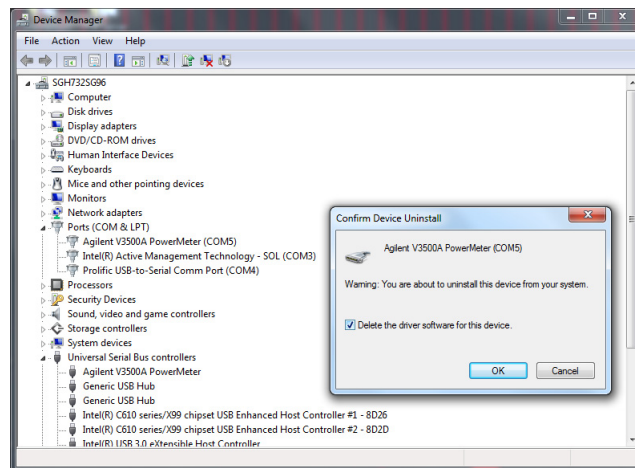 Device Manager
File Action View Help
SGH732SG96
Computer
Disk drives
Display adapters
DVD/CD-ROM drives
Human Interface Devices
Keyboards
Mice and other pointing devices
Monitors
Network adapters
Ports (COM & LPT)
Agilent V3500A PowerMeter (COM5)
Intel(R) Active Management Technology - SOL (COM3)
Prolific USB-to-Serial Comm Port (COM4)
Processors
Security Devices
Sound, video and game controllers
Storage controllers
System devices
Universal Serial Bus controllers
Agilent V3500A PowerMeter
Generic USB Hub
Generic USB Hub
Intel(R) C610 series/X99 chipset USB Enhanced Host Controller #1 - 8D26
Intel(R) C610 series/X99 chipset USB Enhanced Host Controller #2 - 8D2D
Intel(R) USB 3.0 eXtensible Host Controller
Confirm Device Uninstall
Agilent V3500A PowerMeter (COM5)
Warning: You are about to uninstall this device from your system.
Delete the driver software for this device.
OK Cancel